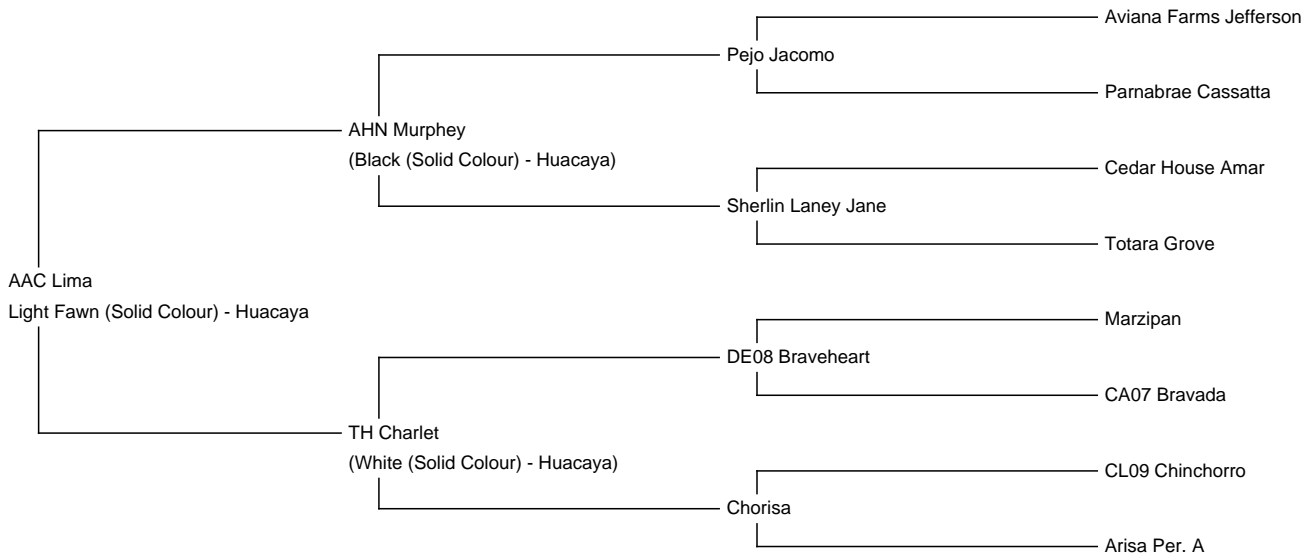 Aviana Farms Jefferson
Pejo Jacomo
Parnabrae Cassatta
AHN Murphey
(Black (Solid Colour) - Huacaya)
Cedar House Amar
Sherlin Laney Jane
Totara Grove
AAC Lima
Light Fawn (Solid Colour) - Huacaya
Marzipan
DE08 Braveheart
CA07 Bravada
TH Charlet
(White (Solid Colour) - Huacaya)
CL09 Chinchorro
Chorisa
Arisa Per. A